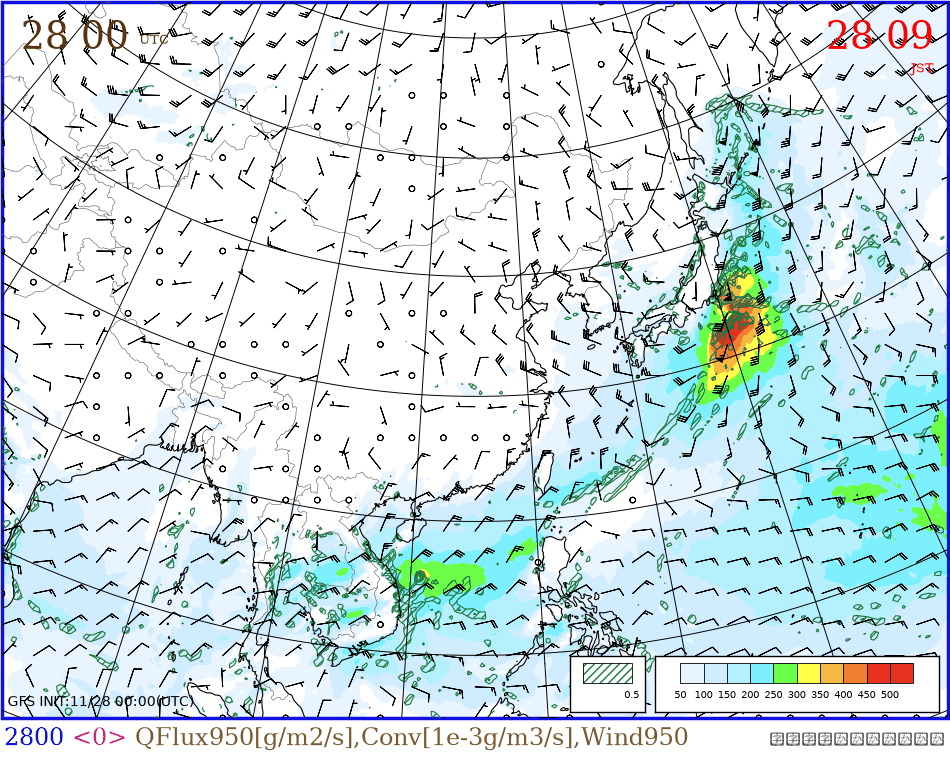 28 00 UTC
28 09
JST
GFS INIT:11/28 00:00(UTC)
0.5
50 100 150 200 250 300 350 400 450 500
2800 <0> QFlux950[g/m2/s],Conv[1e-3g/m3/s],Wind950